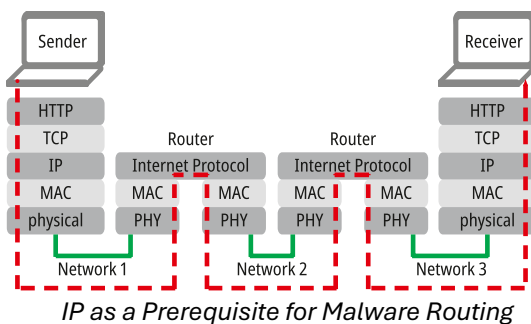 Sender
Receiver
HTTP
HTTP
TCP
Router
Router
TCP
IP
Internet Protocol
Internet Protocol
IP
MAC
MAC
MAC
MAC
MAC
MAC
physical
PHY
PHY
PHY
PHY
physical
Network 1
Network 2
Network 3
IP as a Prerequisite for Malware Routing